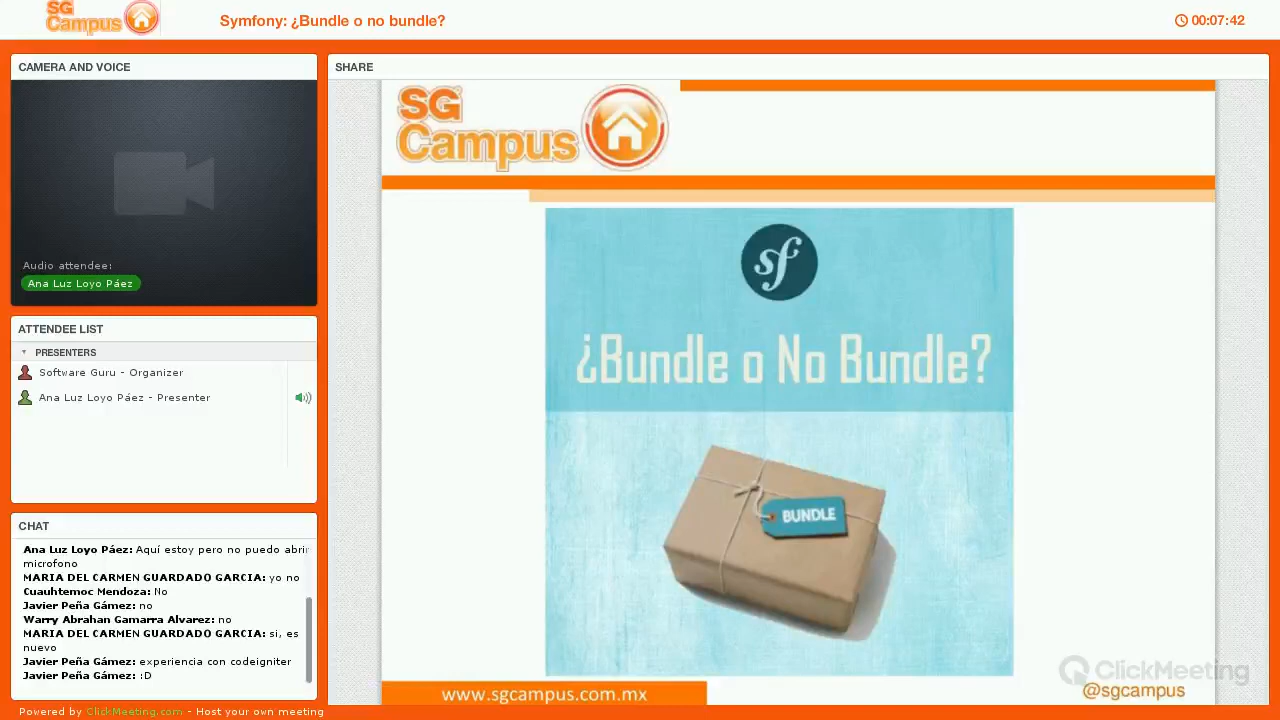 SG
Campus
Symfony: ¿Bundle o no bundle?
00:07:42
CAMERA AND VOICE
SHARE
Audio attendee:
Ana Luz Loyo Páez
ATTENDEE LIST
PRESENTERS
Software Guru - Organizer
Ana Luz Loyo Páez - Presenter
CHAT
Ana Luz Loyo Páez: Aquí estoy pero no puedo abrir
microfono
MARIA DEL CARMEN GUARDADO GARCIA: yo no
Cuauhtemoc Mendoza: No
Javier Peña Gámez: no
Warry Abrahan Gamarra Alvarez: no
MARIA DEL CARMEN GUARDADO GARCIA: si, es
nuevo
Javier Peña Gámez: experiencia con codeigniter
Javier Peña Gámez: :D
SG
Campus
sf
¿Bundle o No Bundle?
BUNDLE
ClickMeeting
www.sgcampus.com.mx
@sgcampus
Powered by ClickMeeting.com - Host your own meeting